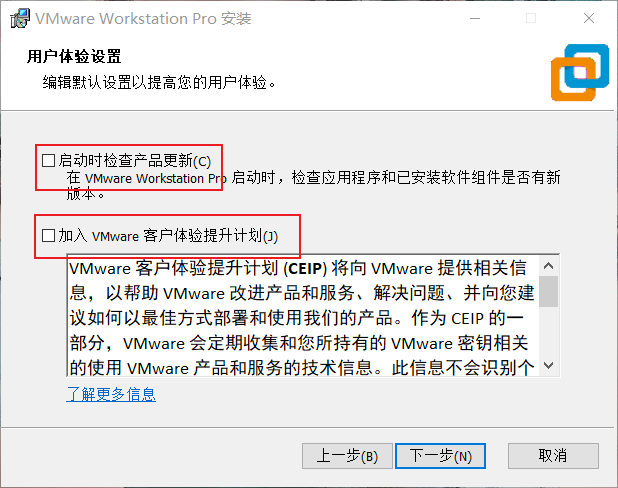 VMware Workstation Pro 安装
用户体验设置
编辑默认设置以提高您的用户体验。
启动时检查产品更新(C)
在 VMware Workstation Pro 启动时，检查应用程序和已安装软件组件是否有新
版本。
加入 VMware 客户体验提升计划(J)
VMware 客户体验提升计划 (CEIP) 将向 VMware 提供相关信
息，以帮助 VMware 改进产品和服务、解决问题、并向您建
议如何以最佳方式部署和使用我们的产品。作为 CEIP 的一
部分，VMware 会定期收集和您所持有的 VMware 密钥相关
的使用 VMware 产品和服务的技术信息。此信息不会识别个
了解更多信息
上一步(B) 下一步(N) 取消